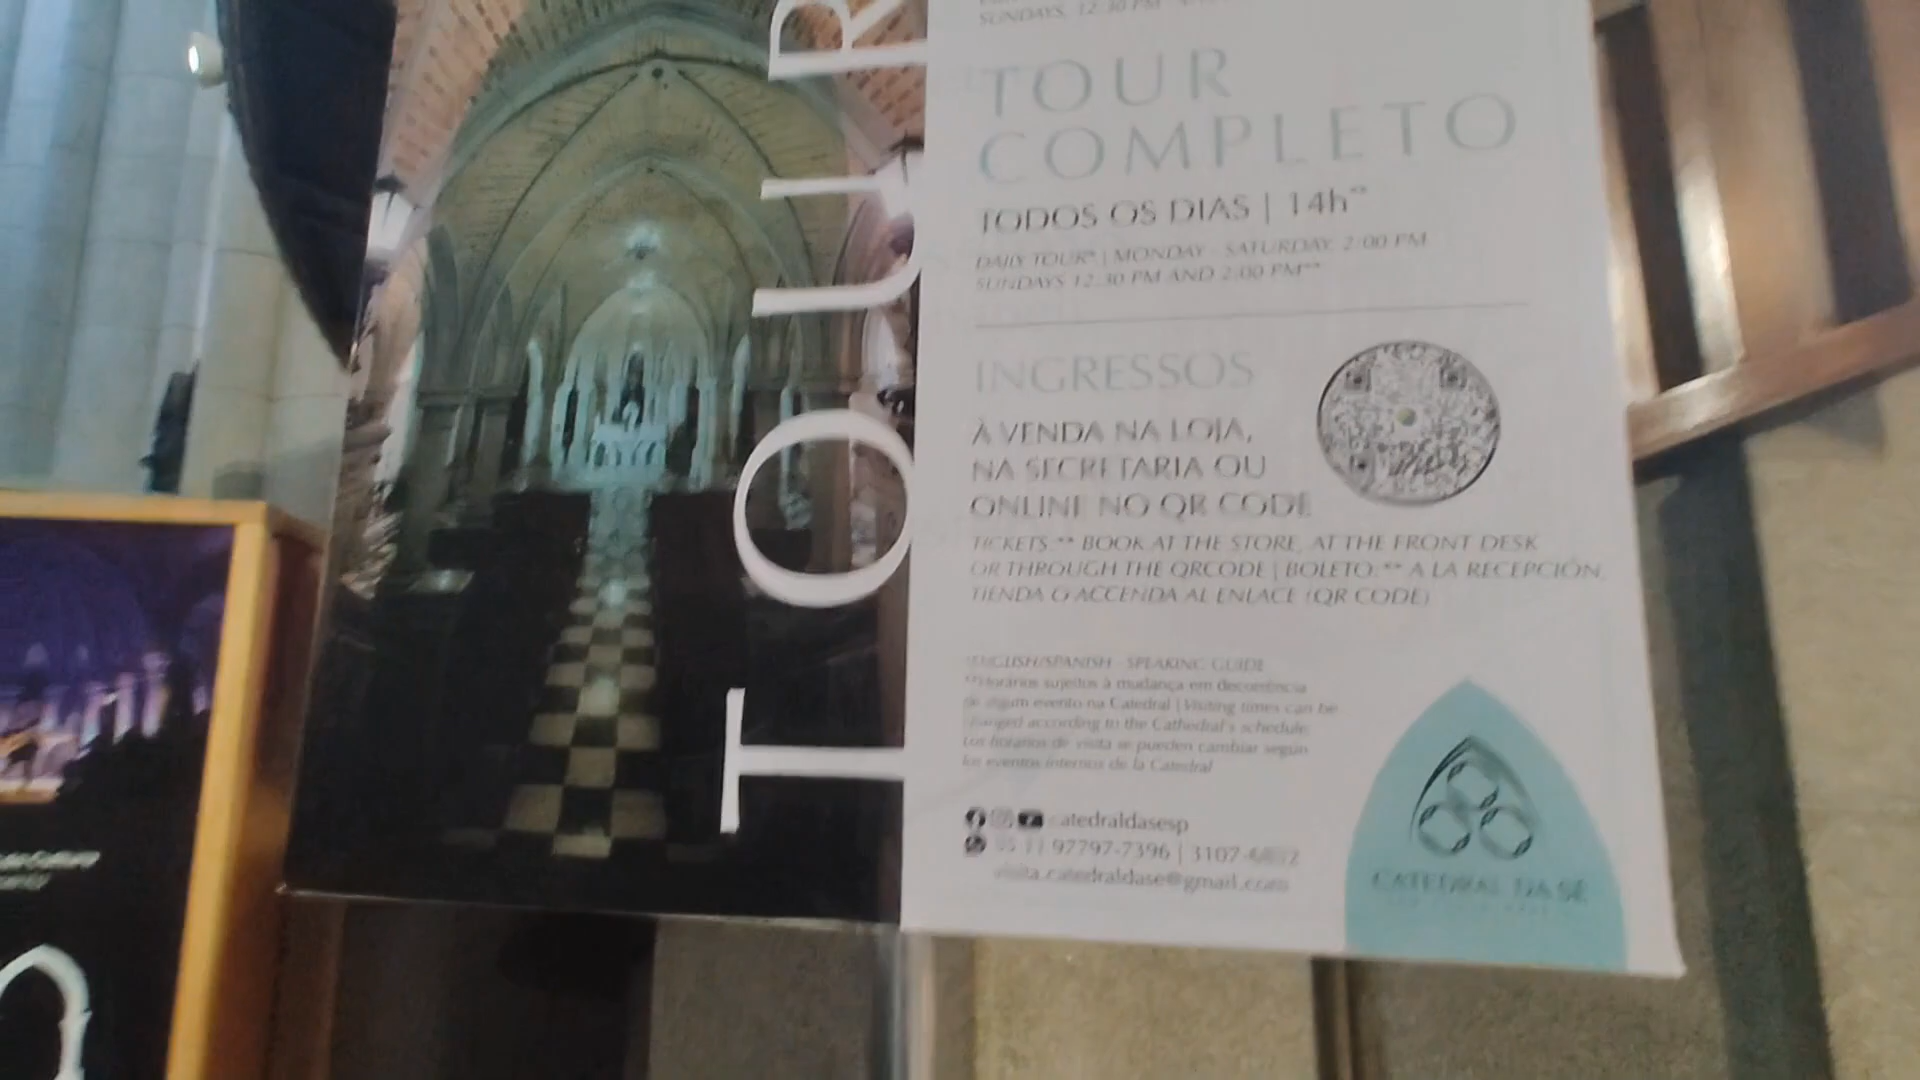 SUNDAYS, 12:30 PM
TOUR
TOUR
COMPLETO
TODOS OS DIAS | 14h**
DAILY TOUR* | MONDAY - SATURDAY, 2:00 PM
SUNDAYS 12:30 PM AND 2:00 PM**
INGRESSOS
À VENDA NA LOJA,
NA SECRETARIA OU
ONLINE NO QR CODE
TICKETS:** BOOK AT THE STORE, AT THE FRONT DESK
OR THROUGH THE QRCODE | BOLETO:** A LA RECEPCIÓN,
TIENDA O ACCENDA AL ENLACE (QR CODE)
*ENGLISH/SPANISH - SPEAKING GUIDE
**Horários sujeitos à mudança em decorrência
de algum evento na Catedral | Visiting times can be
changed according to the Cathedral's schedule.
Los horarios de visita se pueden cambiar según
los eventos internos de la Catedral
catedraldasesp
55 11 97797-7396 | 3107-
visita.catedraldase@gmail.com
CATEDRAL DA SÉ